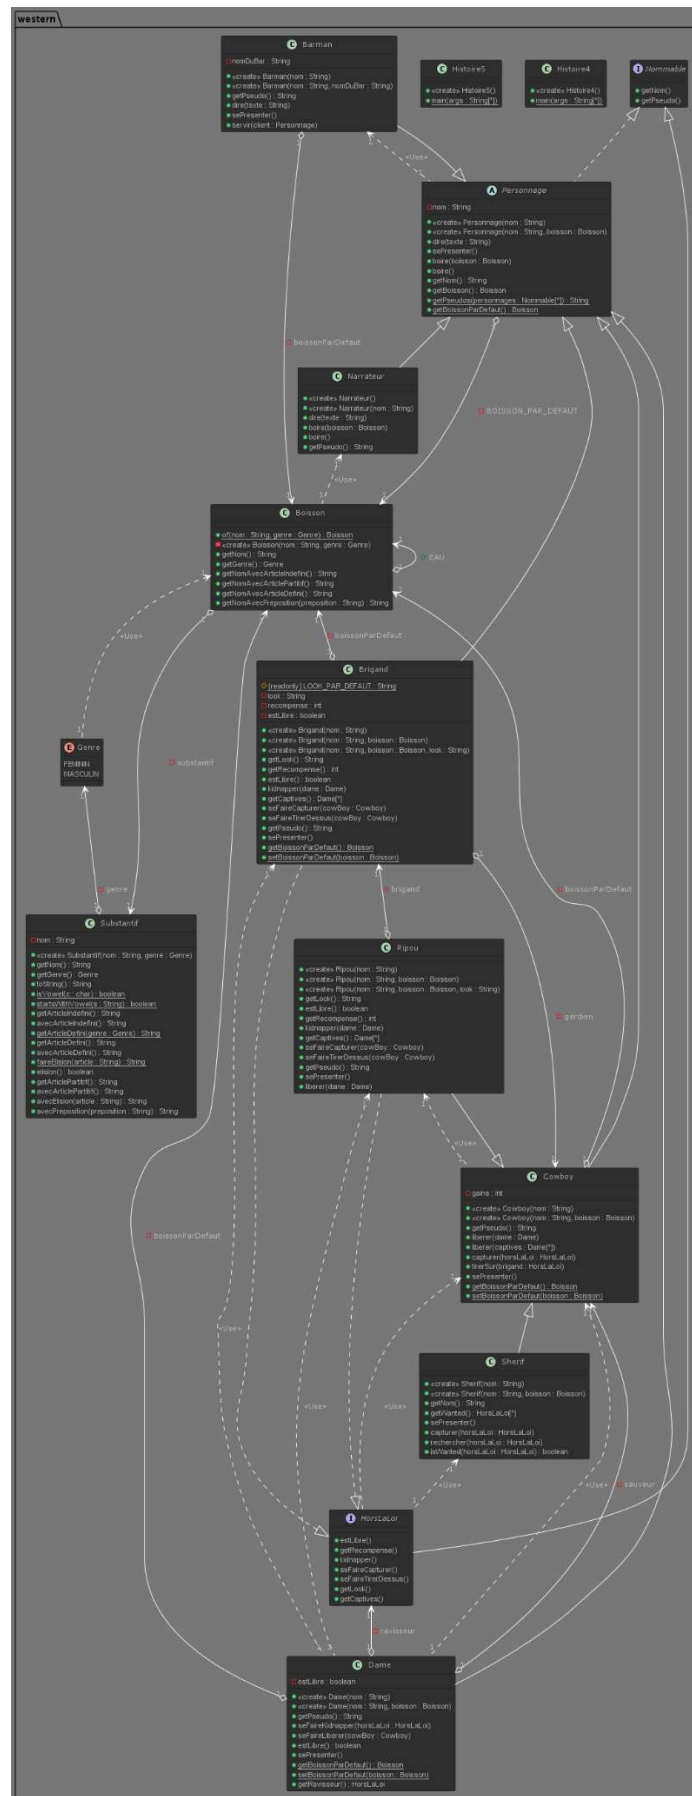 western
Barman
nomDuBar : String
«create» Barman(nom : String)
«create» Barman(nom : String, nomDuBar : String)
getPseudo() : String
dire(texte : String)
sePresenter()
servir(client : Personnage)
Histoire5
«create» Histoire5()
main(args : String[*])
Histoire4
«create» Histoire4()
main(args : String[*])
Nommable
getNom()
getPseudo()
«Use»
Personnage
nom : String
«create» Personnage(nom : String)
«create» Personnage(nom : String, boisson : Boisson)
dire(texte : String)
sePresenter()
boire(boisson : Boisson)
boire()
getNom() : String
getBoisson() : Boisson
getPseudos(personnages : Nommable[*]) : String
getBoissonParDefaut() : Boisson
boissonParDefaut
Narrateur
«create» Narrateur()
«create» Narrateur(nom : String)
dire(texte : String)
boire(boisson : Boisson)
boire()
getPseudo() : String
BOISSON_PAR_DEFAUT
«Use»
Boisson
of(nom : String, genre : Genre) : Boisson
«create» Boisson(nom : String, genre : Genre)
getNom() : String
getGenre() : Genre
getNomAvecArticleIndefini() : String
getNomAvecArticlePartitif() : String
getNomAvecArticleDefini() : String
getNomAvecPreposition(preposition : String) : String
EAU
«Use»
boissonParDefaut
Brigand
{readonly} LOOK_PAR_DEFAUT : String
look : String
recompense : int
estLibre : boolean
«create» Brigand(nom : String)
«create» Brigand(nom : String, boisson : Boisson)
«create» Brigand(nom : String, boisson : Boisson, look : String)
getLook() : String
getRecompense() : int
estLibre() : boolean
kidnapper(dame : Dame)
getCaptives() : Dame[*]
seFaireCapturer(cowBoy : Cowboy)
seFaireTirerDessus(cowBoy : Cowboy)
getPseudo() : String
sePresenter()
getBoissonParDefaut() : Boisson
setBoissonParDefaut(boisson : Boisson)
Genre
FEMININ
MASCULIN
substantif
boissonParDefaut
genre
brigand
Substantif
nom : String
«create» Substantif(nom : String, genre : Genre)
getNom() : String
getGenre() : Genre
toString() : String
isVowel(c : char) : boolean
startsWithVowel(s : String) : boolean
getArticleIndefini() : String
avecArticleIndefini() : String
getArticleDefini(genre : Genre) : String
getArticleDefini() : String
avecArticleDefini() : String
faireElision(article : String) : String
elision() : boolean
getArticlePartitif() : String
avecArticlePartitif() : String
avecElision(article : String) : String
avecPreposition(preposition : String) : String
Ripou
«create» Ripou(nom : String)
«create» Ripou(nom : String, boisson : Boisson)
«create» Ripou(nom : String, boisson : Boisson, look : String)
getLook() : String
estLibre() : boolean
getRecompense() : int
kidnapper(dame : Dame)
getCaptives() : Dame[*]
seFaireCapturer(cowBoy : Cowboy)
seFaireTirerDessus(cowBoy : Cowboy)
getPseudo() : String
sePresenter()
liberer(dame : Dame)
gardien
«Use»
Cowboy
gains : int
«create» Cowboy(nom : String)
«create» Cowboy(nom : String, boisson : Boisson)
getPseudo() : String
liberer(dame : Dame)
liberer(captives : Dame[*])
capturer(horsLaLoi : HorsLaLoi)
tirerSur(brigand : HorsLaLoi)
sePresenter()
getBoissonParDefaut() : Boisson
setBoissonParDefaut(boisson : Boisson)
boissonParDefaut
«Use»
«Use»
«Use»
Sherif
«create» Sherif(nom : String)
«create» Sherif(nom : String, boisson : Boisson)
getNom() : String
getWanted() : HorsLaLoi[*]
sePresenter()
capturer(horsLaLoi : HorsLaLoi)
rechercher(horsLaLoi : HorsLaLoi)
isWanted(horsLaLoi : HorsLaLoi) : boolean
«Use»
sauveur
«Use»
HorsLaLoi
estLibre()
getRecompense()
kidnapper()
seFaireCapturer()
seFaireTirerDessus()
getLook()
getCaptives()
ravisseur
Dame
estLibre : boolean
«create» Dame(nom : String)
«create» Dame(nom : String, boisson : Boisson)
getPseudo() : String
seFaireKidnapper(horsLaLoi : HorsLaLoi)
seFaireLiberer(cowBoy : Cowboy)
estLibre() : boolean
sePresenter()
getBoissonParDefaut() : Boisson
setBoissonParDefaut(boisson : Boisson)
getRavisseur() : HorsLaLoi